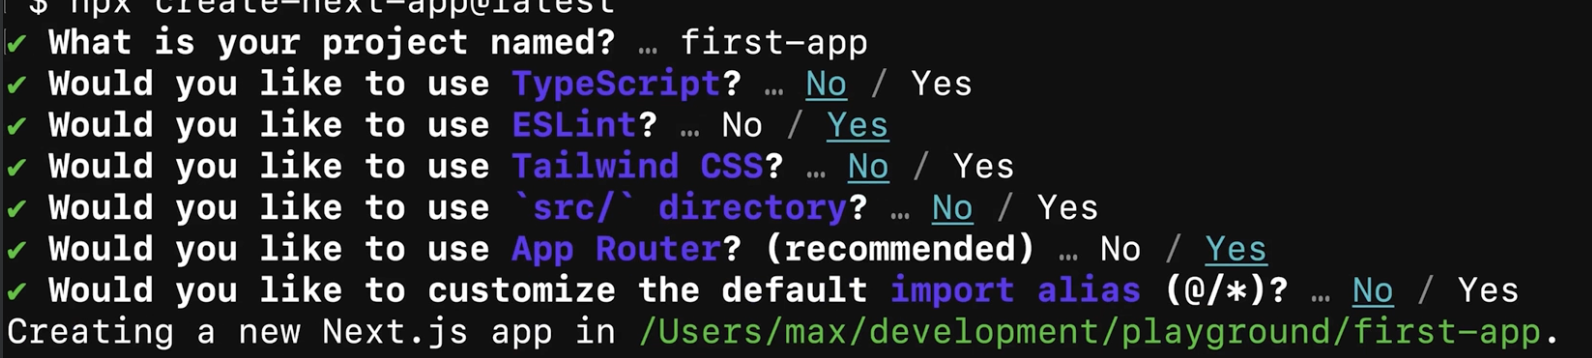 $ npx create-next-app@latest
✔ What is your project named? … first-app
✔ Would you like to use TypeScript? … No / Yes
✔ Would you like to use ESLint? … No / Yes
✔ Would you like to use Tailwind CSS? … No / Yes
✔ Would you like to use `src/` directory? … No / Yes
✔ Would you like to use App Router? (recommended) … No / Yes
✔ Would you like to customize the default import alias (@/*)? … No / Yes
Creating a new Next.js app in /Users/max/development/playground/first-app.